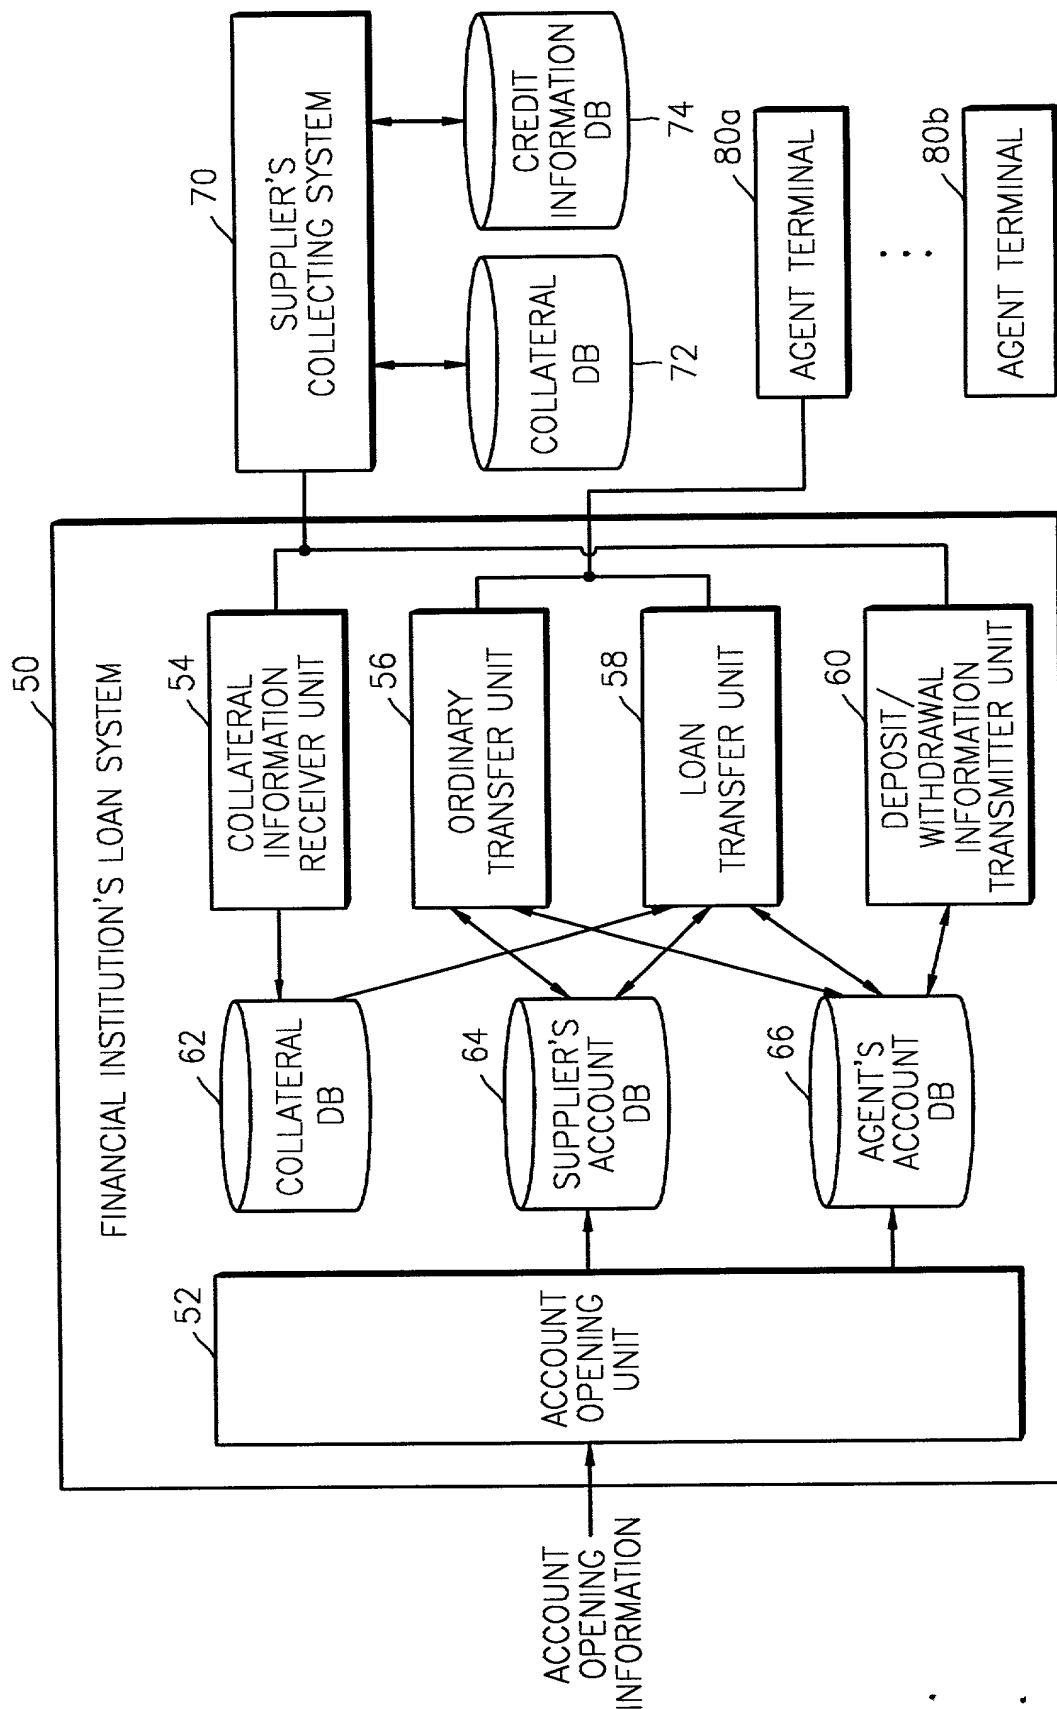 50
FINANCIAL INSTITUTION'S LOAN SYSTEM
ACCOUNT
OPENING
INFORMATION
52
ACCOUNT
OPENING
UNIT
62
COLLATERAL
DB
64
SUPPLIER'S
ACCOUNT
DB
66
AGENT'S
ACCOUNT
DB
54
COLLATERAL
INFORMATION
RECEIVER UNIT
56
ORDINARY
TRANSFER UNIT
58
LOAN
TRANSFER UNIT
60
DEPOSIT/
WITHDRAWAL
INFORMATION
TRANSMITTER UNIT
70
SUPPLIER'S
COLLECTING SYSTEM
COLLATERAL
DB
72
CREDIT
INFORMATION
DB
74
80a
AGENT TERMINAL
80b
AGENT TERMINAL